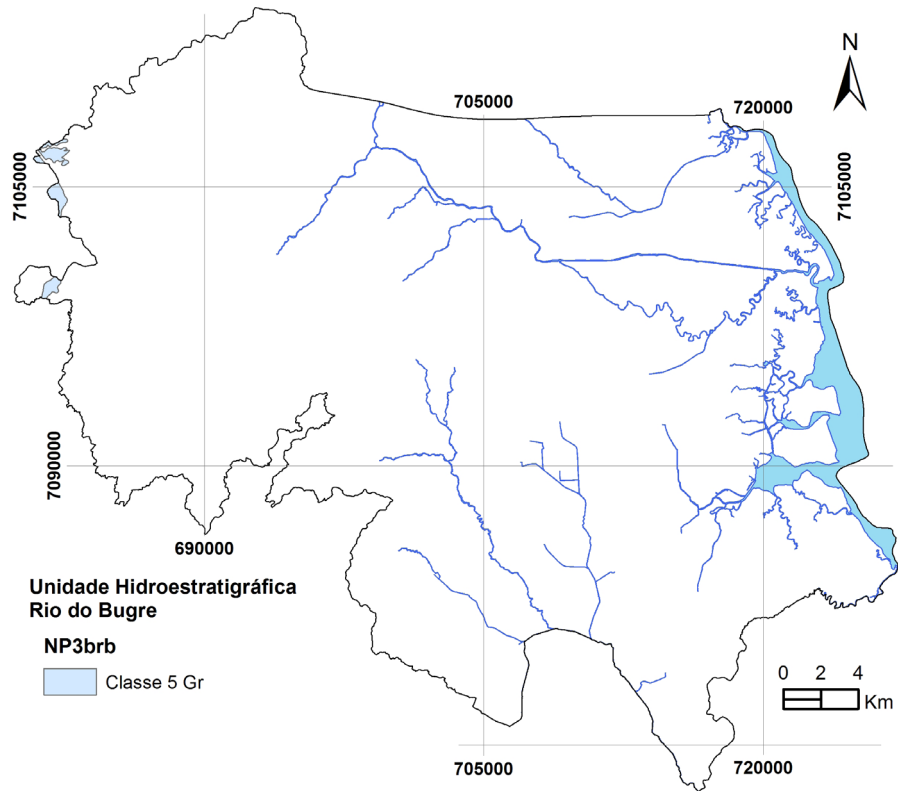 N
705000
720000
7105000
7105000
7090000
690000
Unidade Hidroestratigráfica
Rio do Bugre
NP3brb
Classe 5 Gr
0 2 4
Km
705000
720000